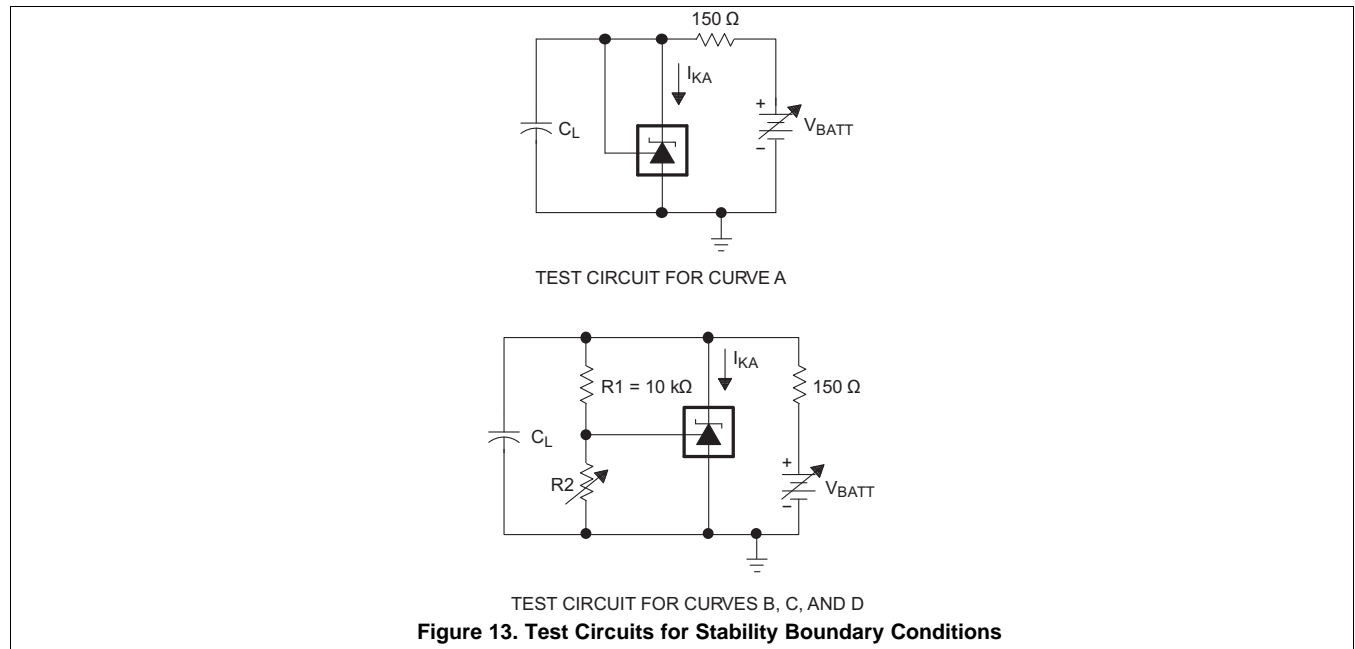 150 Ω
I_KA
C_L
+
V_BATT
−
TEST CIRCUIT FOR CURVE A
I_KA
R1 = 10 kΩ
150 Ω
C_L
+
R2
V_BATT
−
TEST CIRCUIT FOR CURVES B, C, AND D
Figure 13. Test Circuits for Stability Boundary Conditions